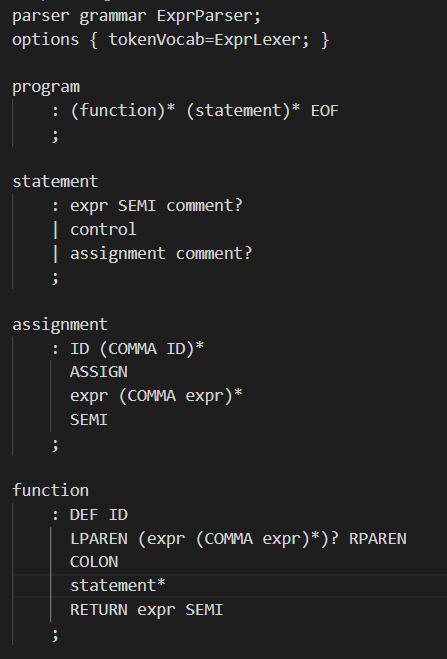 parser grammar ExprParser;
options { tokenVocab=ExprLexer; }
program
: (function)* (statement)* EOF
;
statement
: expr SEMI comment?
| control
| assignment comment?
;
assignment
: ID (COMMA ID)*
ASSIGN
expr (COMMA expr)*
SEMI
;
function
: DEF ID
LPAREN (expr (COMMA expr)*)? RPAREN
COLON
statement*
RETURN expr SEMI
;